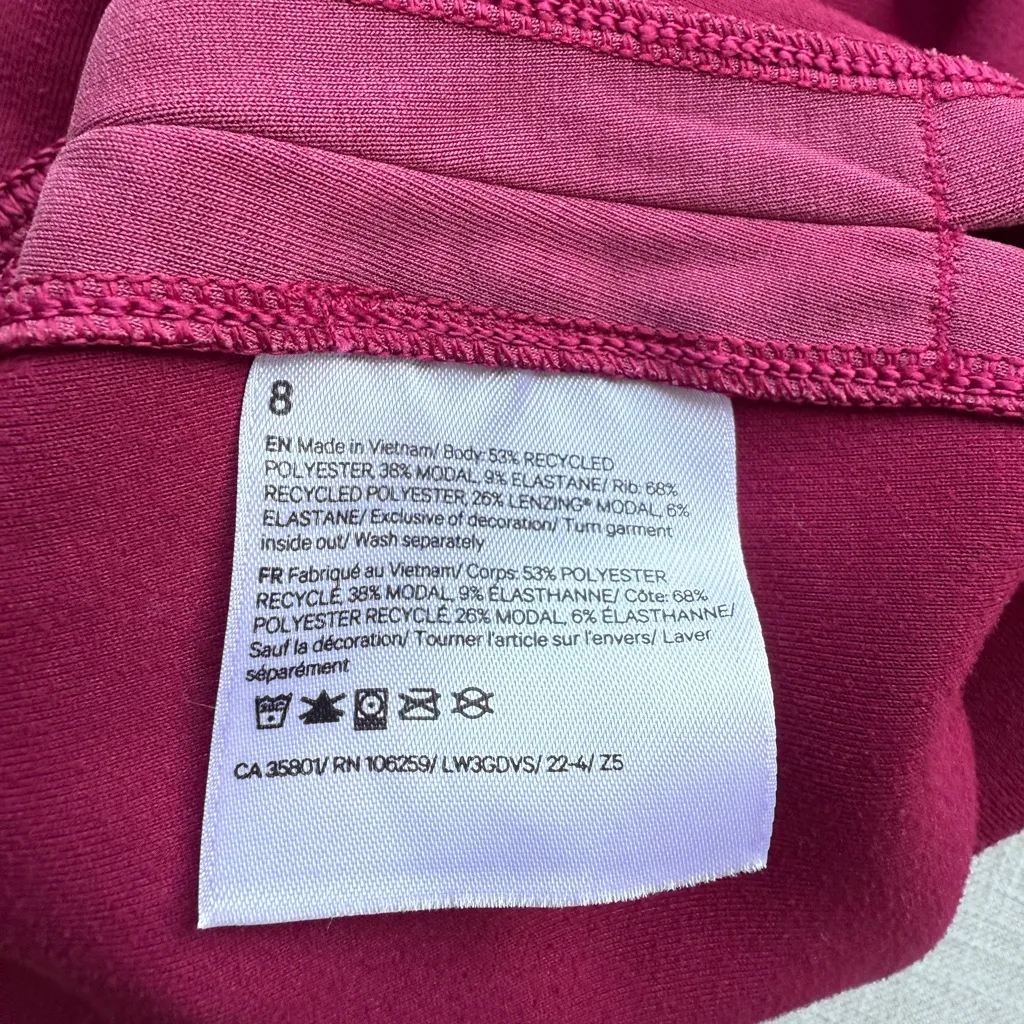 8
EN Made in Vietnam/ Body: 53% RECYCLED
POLYESTER, 38% MODAL, 9% ELASTANE/ Rib: 68%
RECYCLED POLYESTER, 26% LENZING® MODAL, 6%
ELASTANE/ Exclusive of decoration/ Turn garment
inside out/ Wash separately
FR Fabriqué au Vietnam/ Corps: 53% POLYESTER
RECYCLÉ, 38% MODAL, 9% ÉLASTHANNE/ Côte: 68%
POLYESTER RECYCLÉ, 26% MODAL, 6% ÉLASTHANNE/
Sauf la décoration/ Tourner l'article sur l'envers/ Laver
séparément
CA 35801/ RN 106259/ LW3GDVS/ 22-4/ Z5